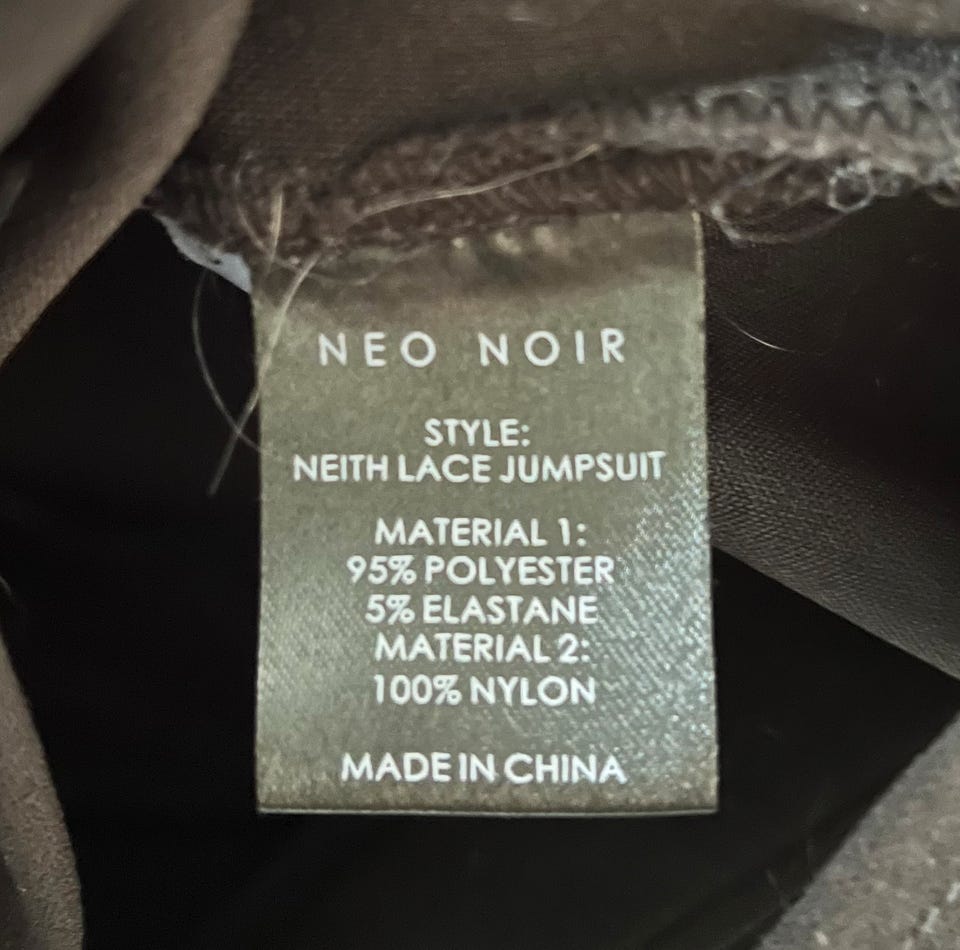 NEO NOIR
STYLE:
NEITH LACE JUMPSUIT
MATERIAL 1:
95% POLYESTER
5% ELASTANE
MATERIAL 2:
100% NYLON
MADE IN CHINA